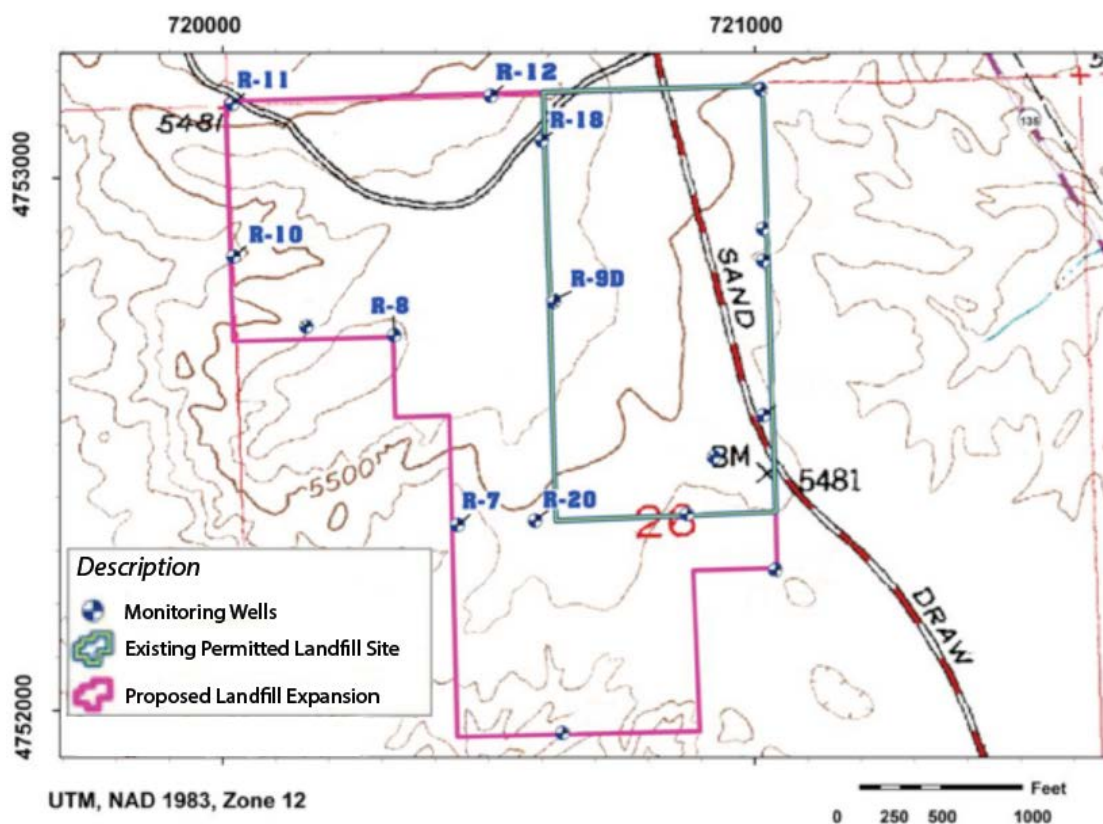 720000
721000
R-11
R-12
5481
R-18
135
4753000
R-10
R-9D
R-8
SAND
BM
5481
5500
R-7
R-20
26
DRAW
Description
Monitoring Wells
Existing Permitted Landfill Site
Proposed Landfill Expansion
4752000
UTM, NAD 1983, Zone 12
Feet
0 250 500 1000